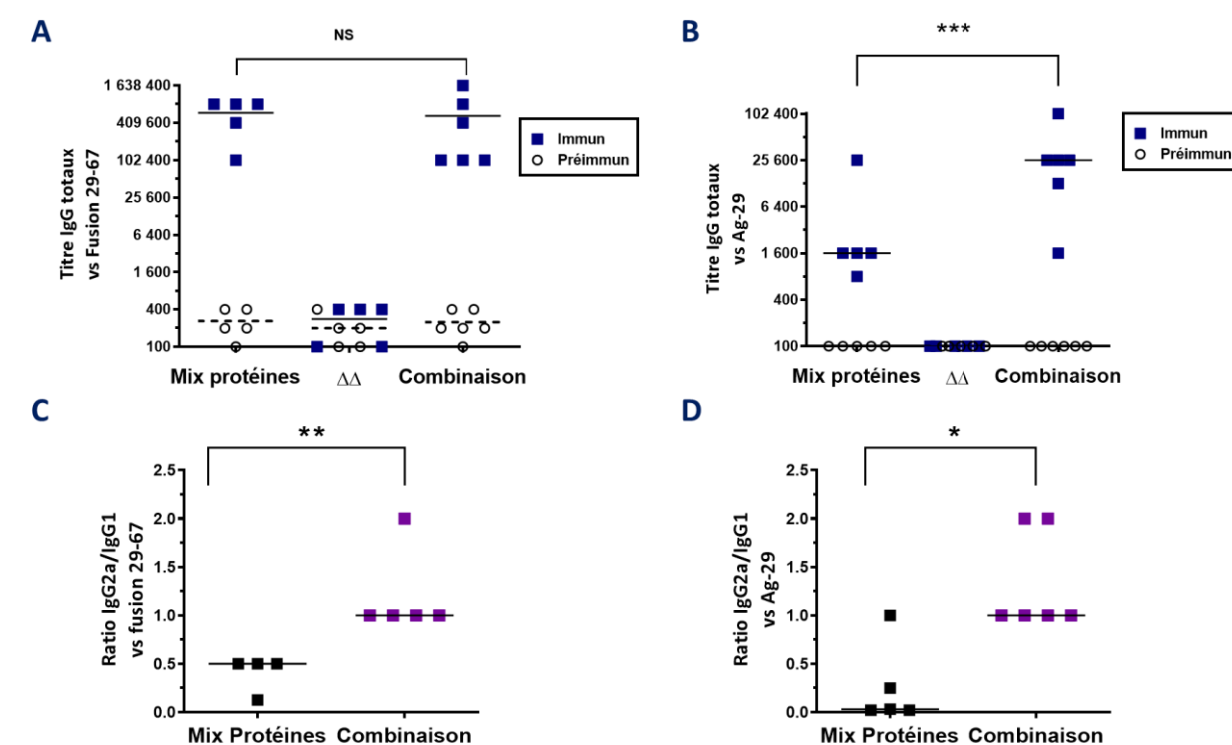 A
NS
Titre IgG totaux
vs Fusion 29-67
1 638 400
409 600
102 400
25 600
6 400
1 600
400
100
Mix protéines
ΔΔ
Combinaison
Immun
Préimmun
B
***
Titre IgG totaux
vs Ag-29
102 400
25 600
6 400
1 600
400
100
Mix protéines
ΔΔ
Combinaison
Immun
Préimmun
C
**
Ratio IgG2a/IgG1
vs fusion 29-67
2.5
2.0
1.5
1.0
0.5
0.0
Mix Protéines
Combinaison
D
*
Ratio IgG2a/IgG1
vs Ag-29
2.5
2.0
1.5
1.0
0.5
0.0
Mix Protéines
Combinaison